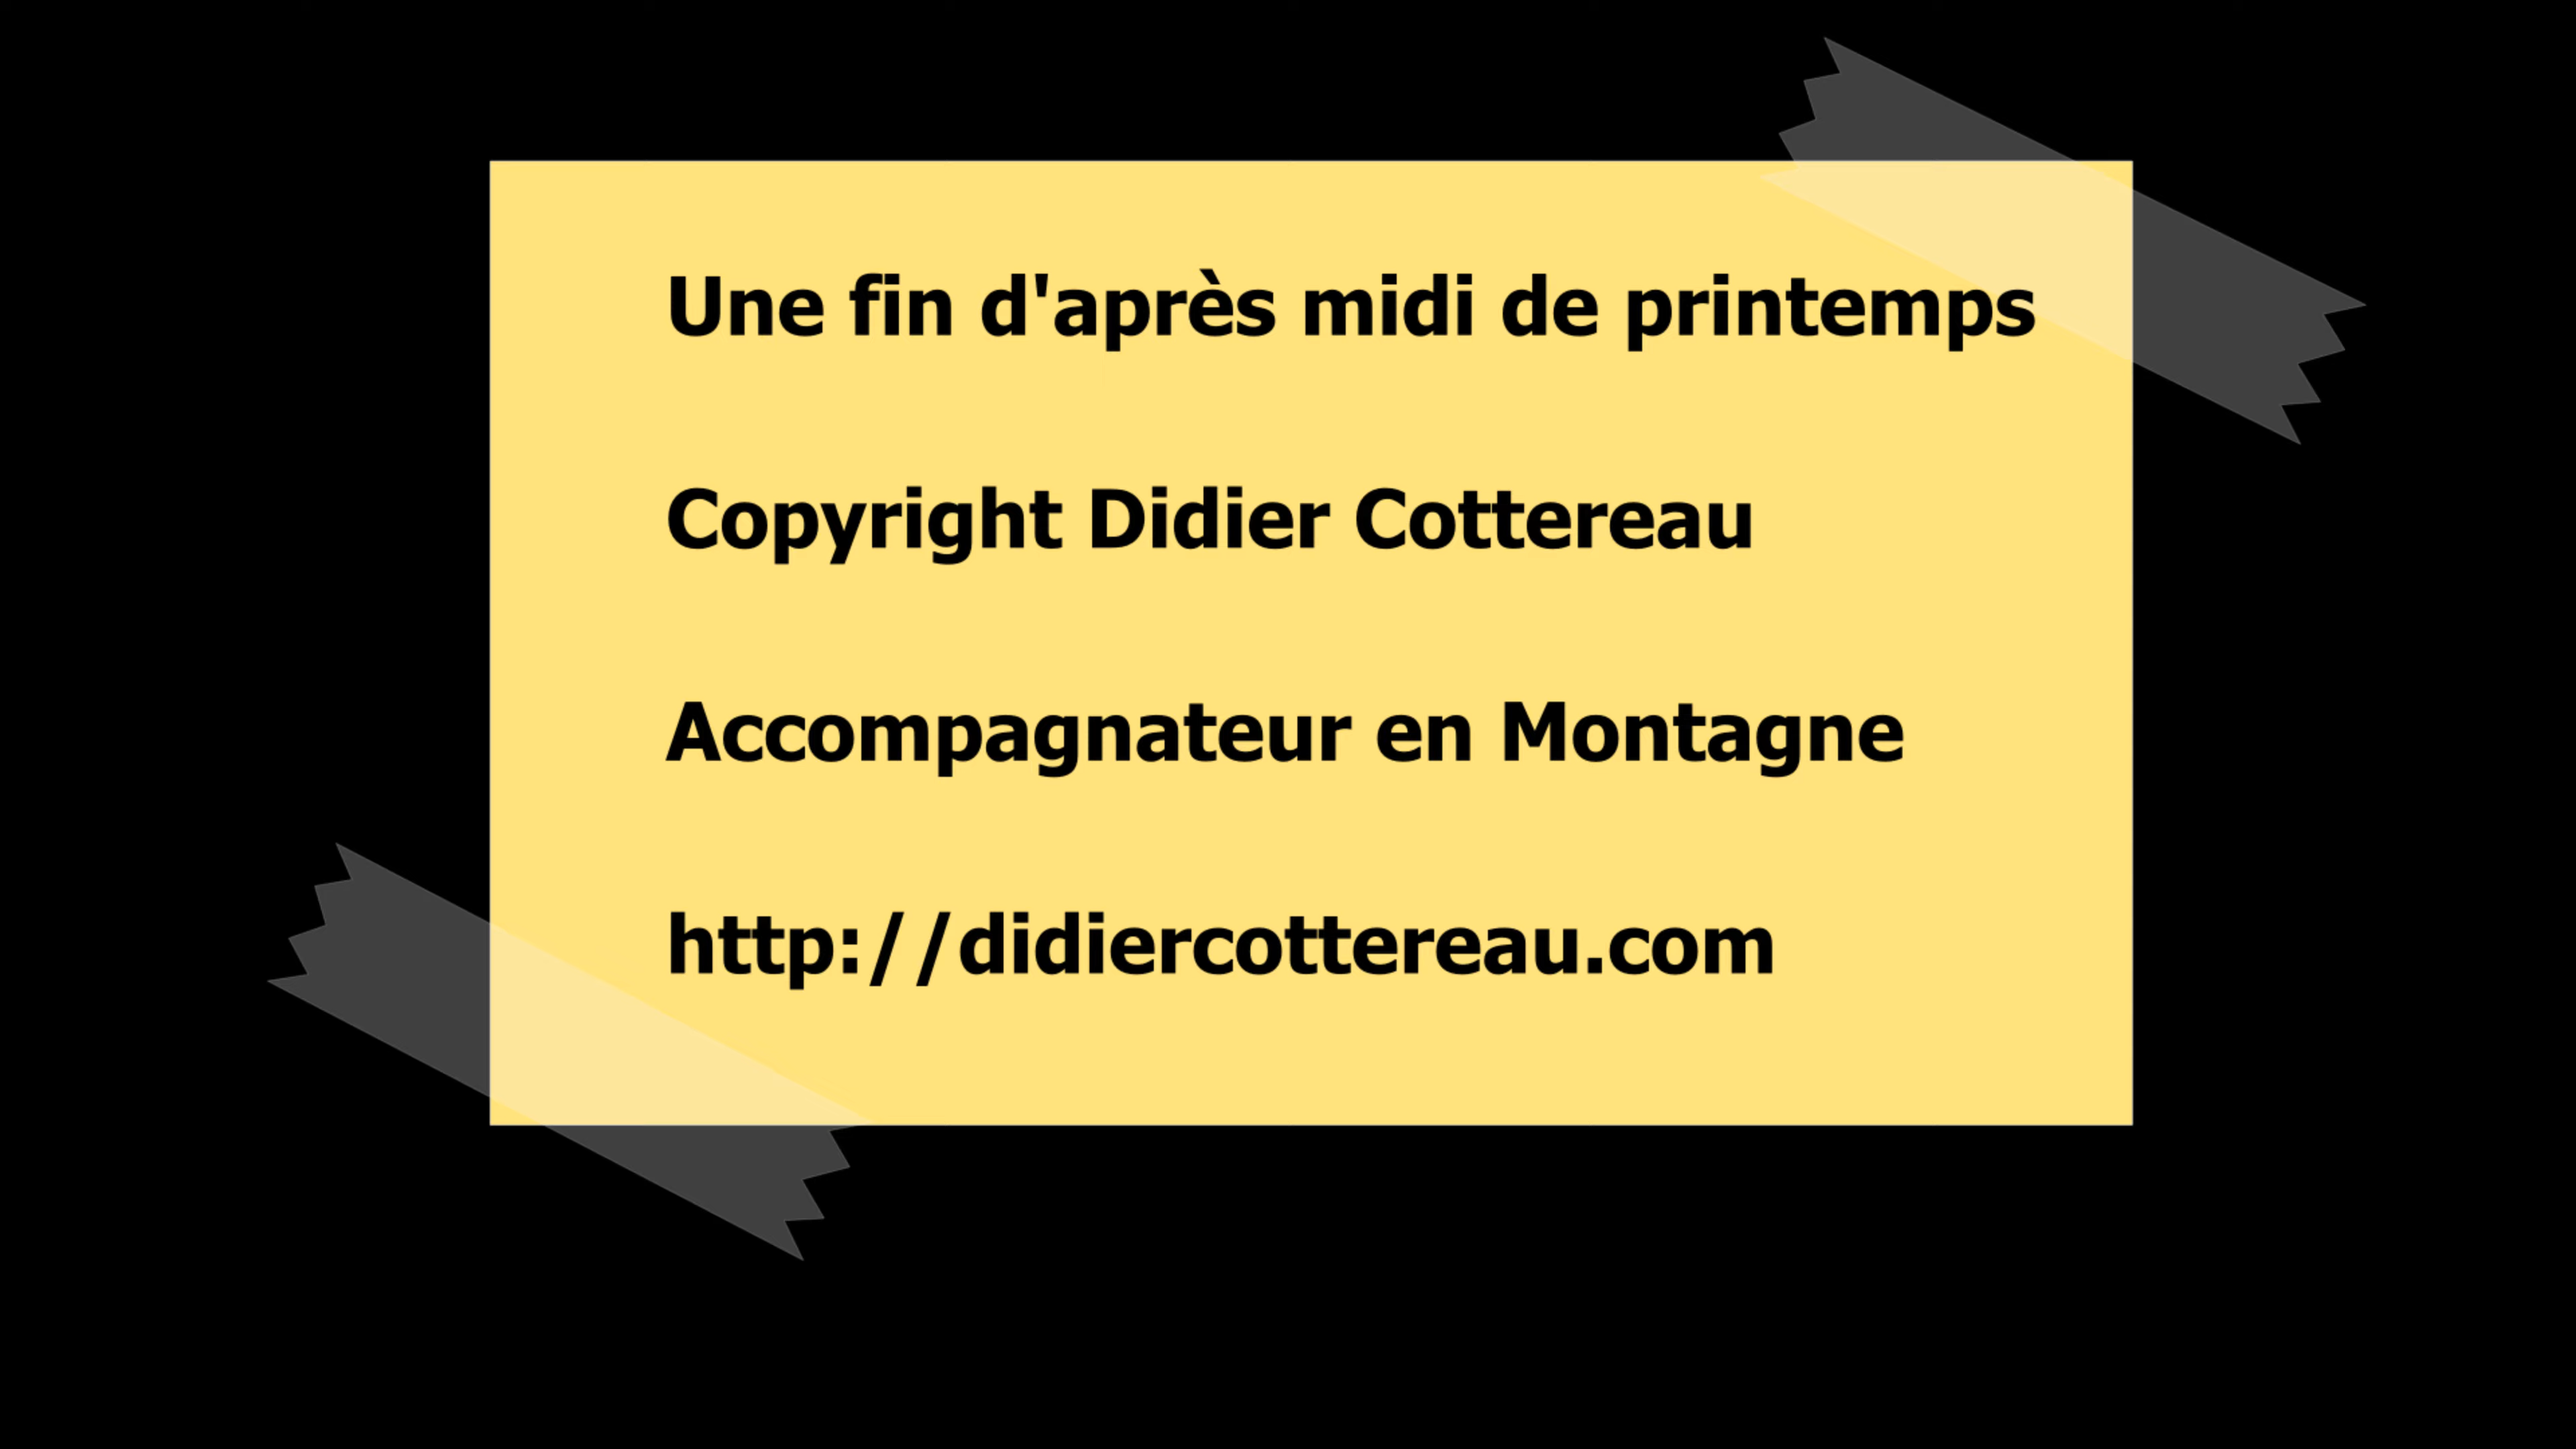 Une fin d'après midi de printemps
Copyright Didier Cottereau
Accompagnateur en Montagne
http://didiercottereau.com